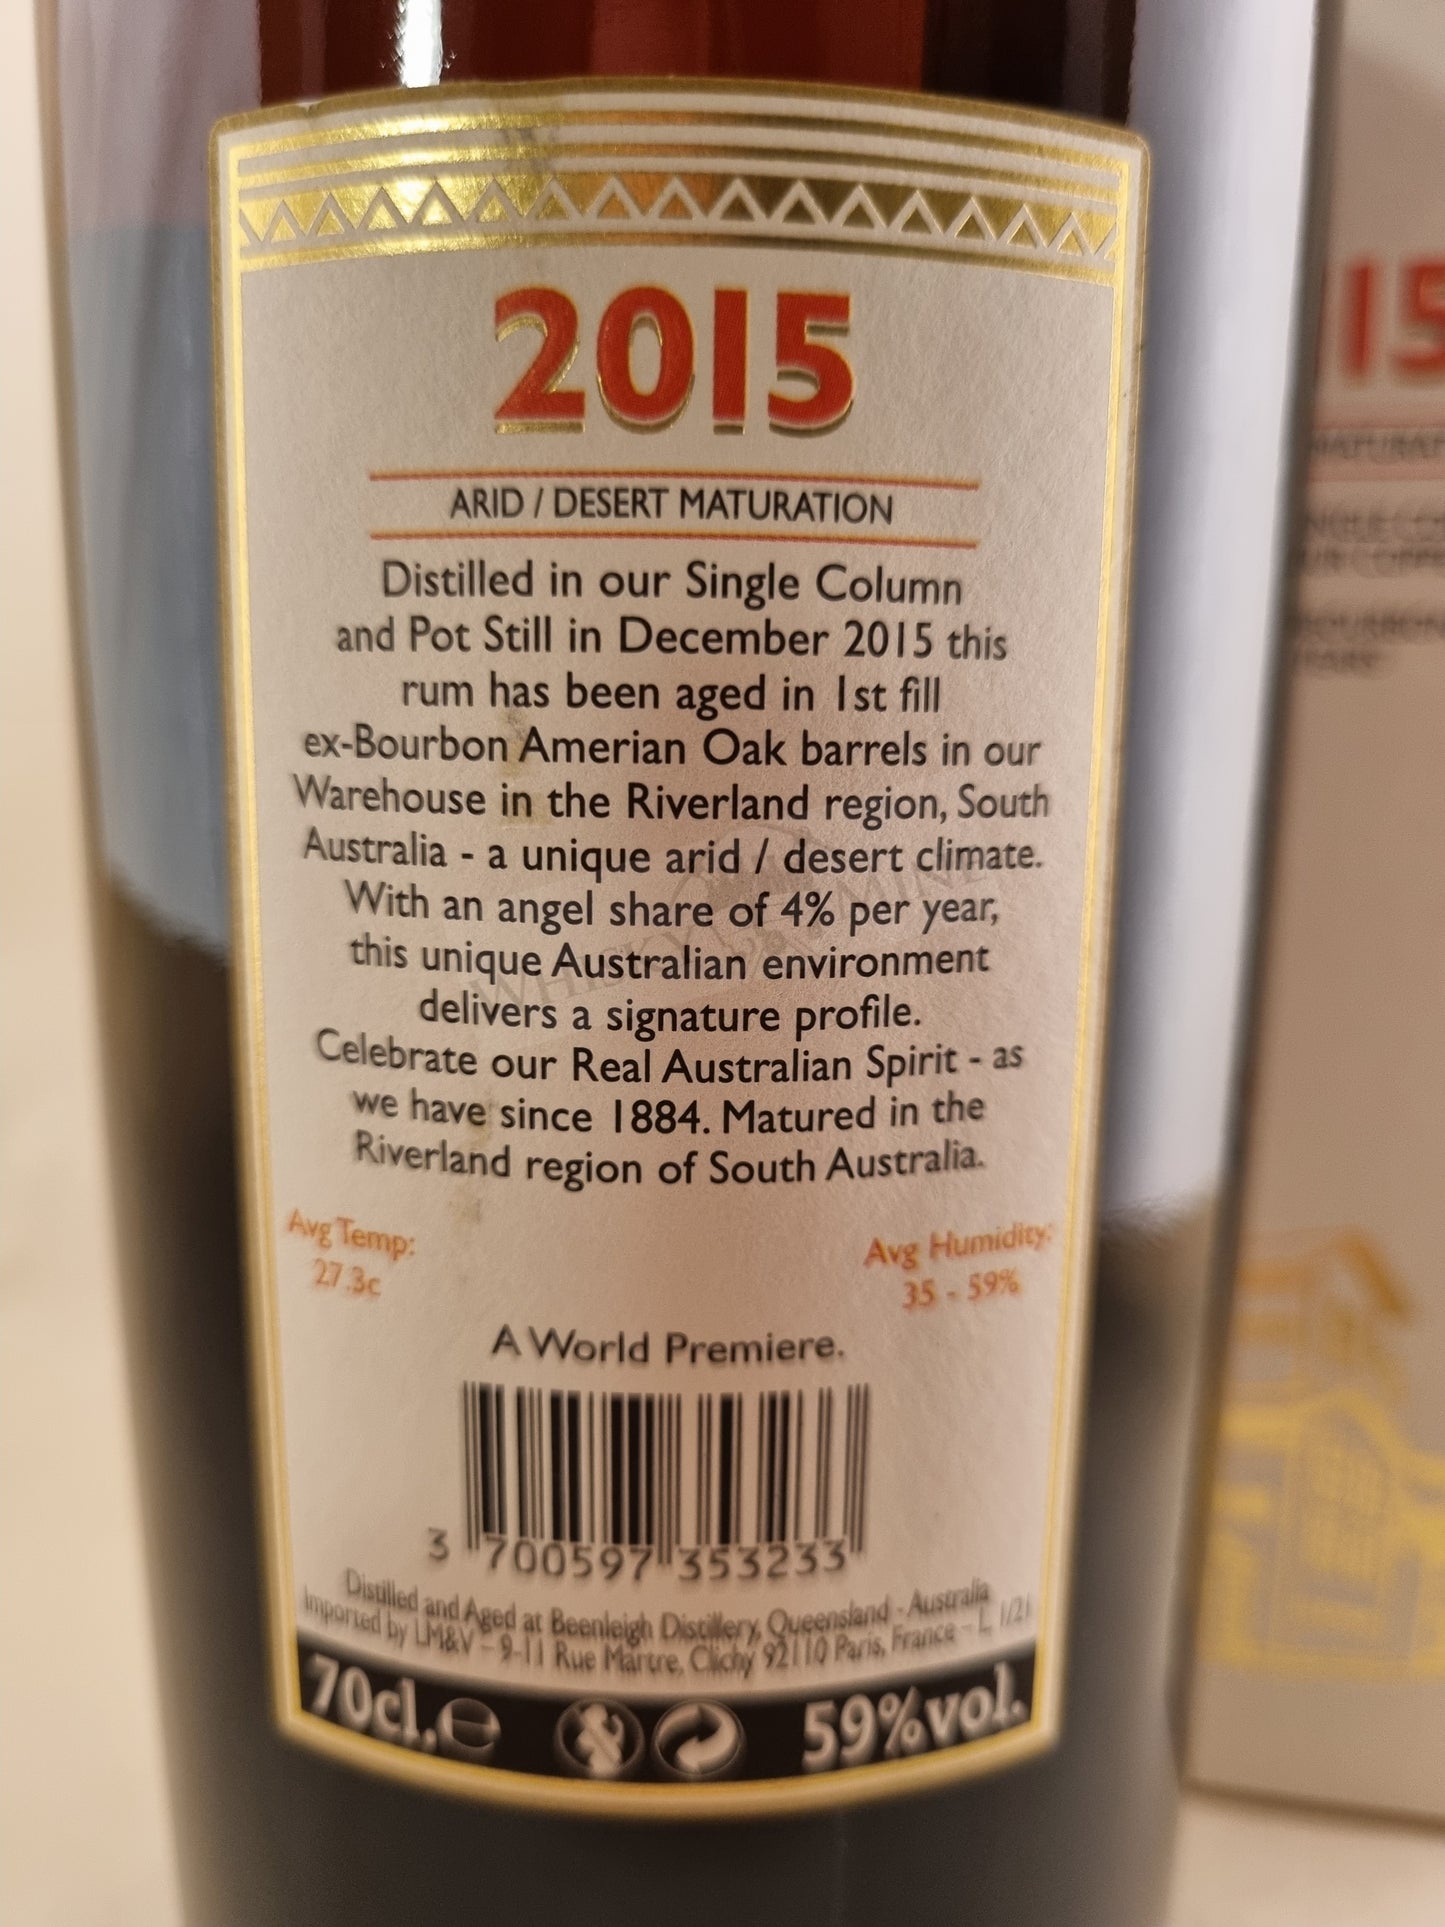 2015
ARID / DESERT MATURATION
Distilled in our Single Column
and Pot Still in December 2015 this
rum has been aged in 1st fill
ex-Bourbon Amerian Oak barrels in our
Warehouse in the Riverland region, South
Australia - a unique arid / desert climate.
With an angel share of 4% per year,
this unique Australian environment
delivers a signature profile.
Celebrate our Real Australian Spirit - as
we have since 1884. Matured in the
Riverland region of South Australia.
Avg Temp:
27.3c
Avg Humidity:
35 - 59%
A World Premiere.
3 700597 353233
Distilled and Aged at Beenleigh Distillery, Queensland - Australia
Imported by LM&V - 9-11 Rue Martre, Clichy 92110 Paris, France - L 1/21
70cl. e
59%vol.
15